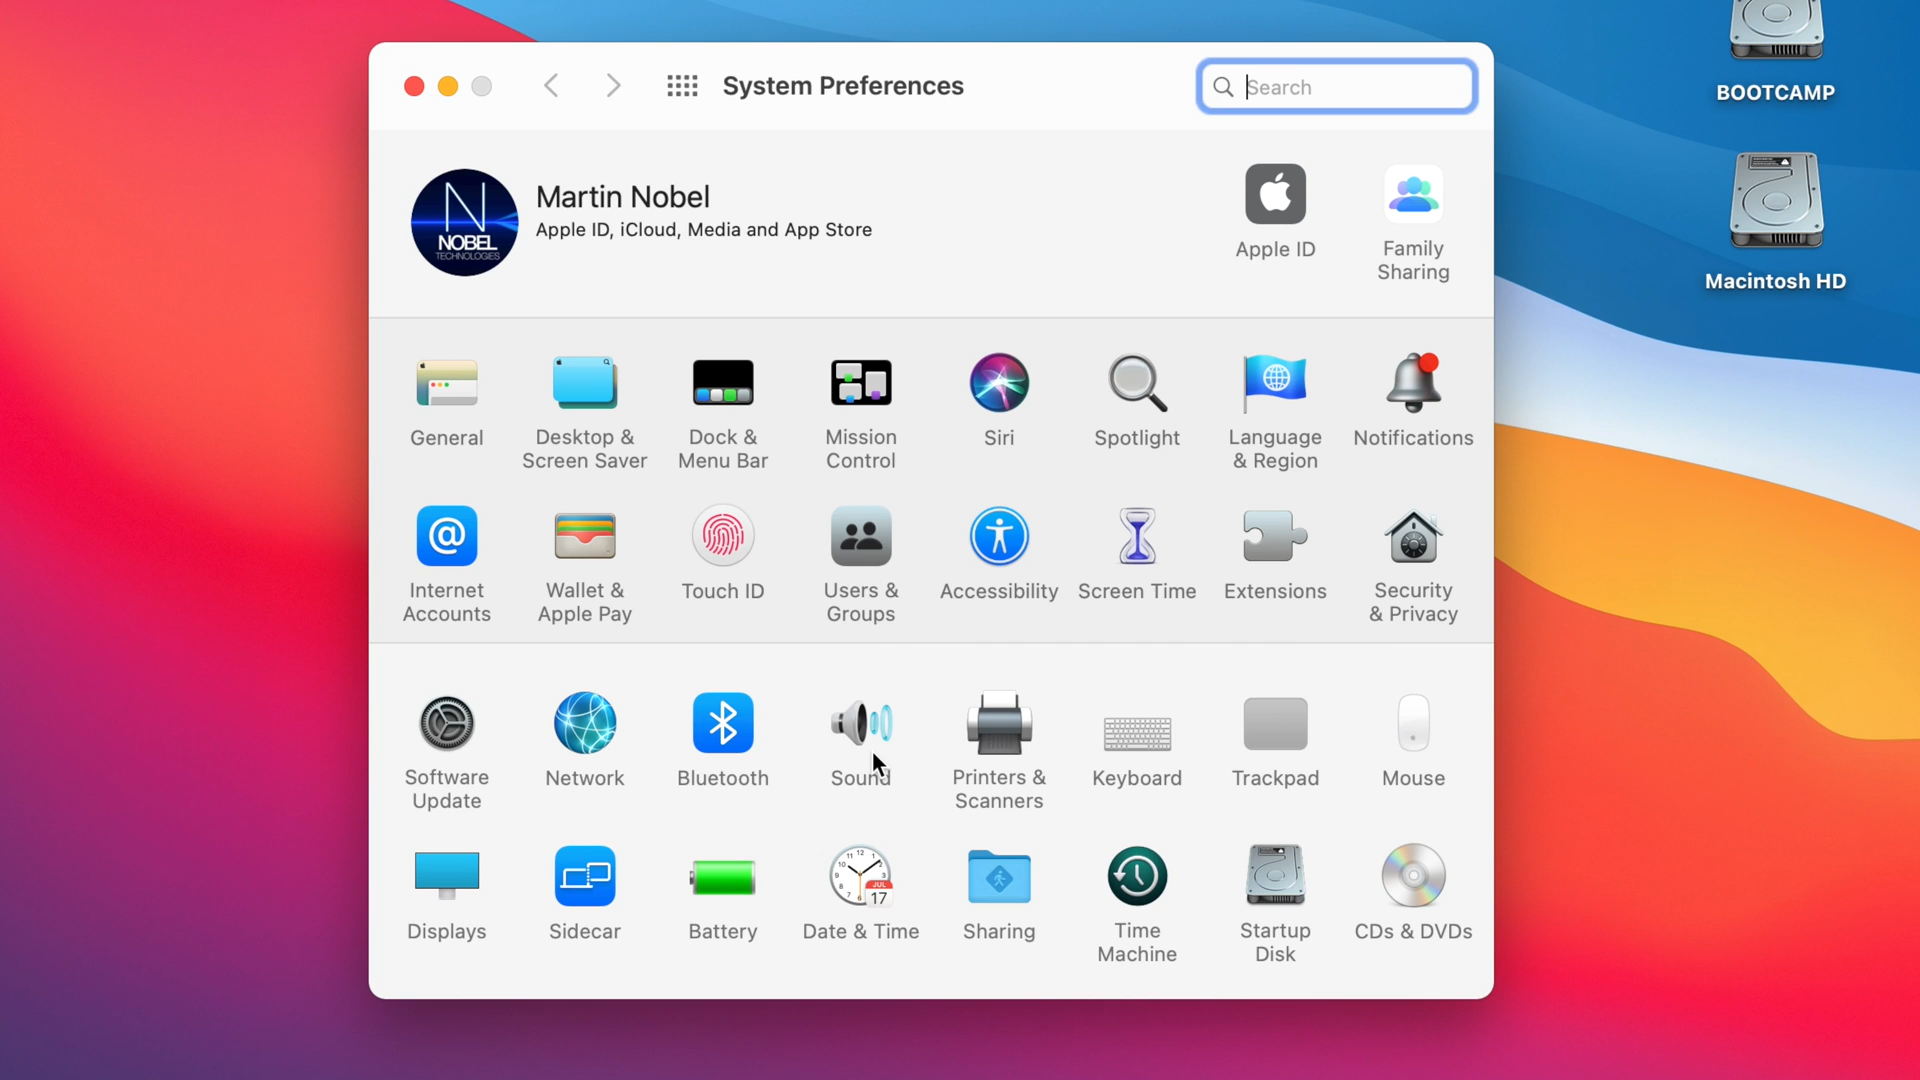 System Preferences
Search
BOOTCAMP
Macintosh HD
N
NOBEL
TECHNOLOGIES
Martin Nobel
Apple ID, iCloud, Media and App Store
Apple ID
Family
Sharing
General
Desktop &
Screen Saver
Dock &
Menu Bar
Mission
Control
Siri
Spotlight
Language
& Region
Notifications
Internet
Accounts
Wallet &
Apple Pay
Touch ID
Users &
Groups
Accessibility
Screen Time
Extensions
Security
& Privacy
Software
Update
Network
Bluetooth
Sound
Printers &
Scanners
Keyboard
Trackpad
Mouse
JUL
17
Displays
Sidecar
Battery
Date & Time
Sharing
Time
Machine
Startup
Disk
CDs & DVDs